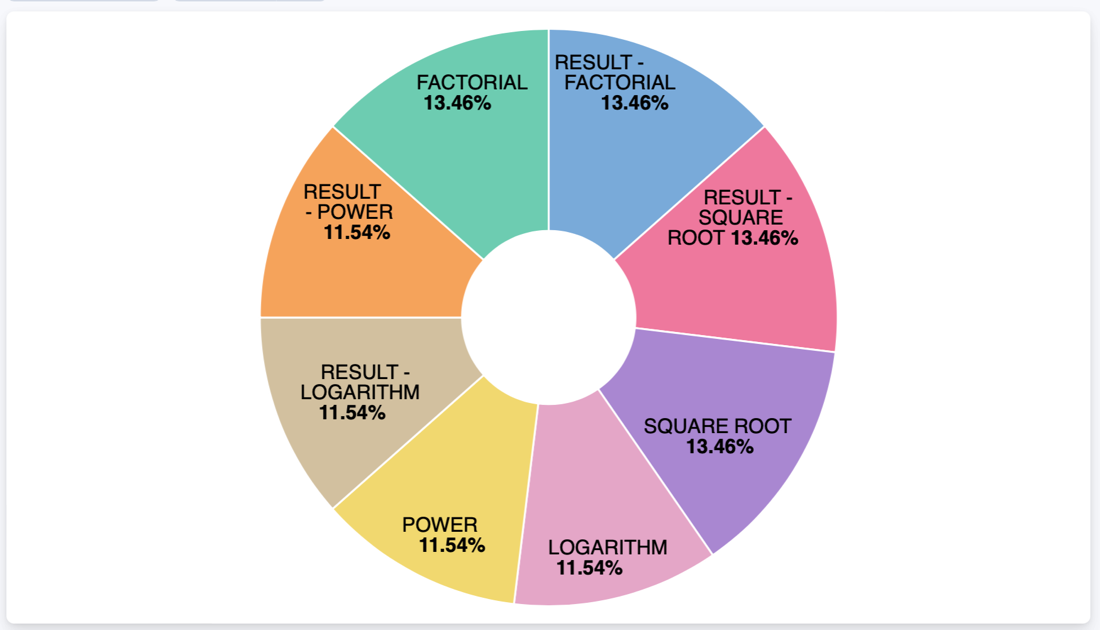 RESULT -
FACTORIAL
13.46%
RESULT -
SQUARE
ROOT 13.46%
SQUARE ROOT
13.46%
LOGARITHM
11.54%
POWER
11.54%
RESULT -
LOGARITHM
11.54%
RESULT
- POWER
11.54%
FACTORIAL
13.46%